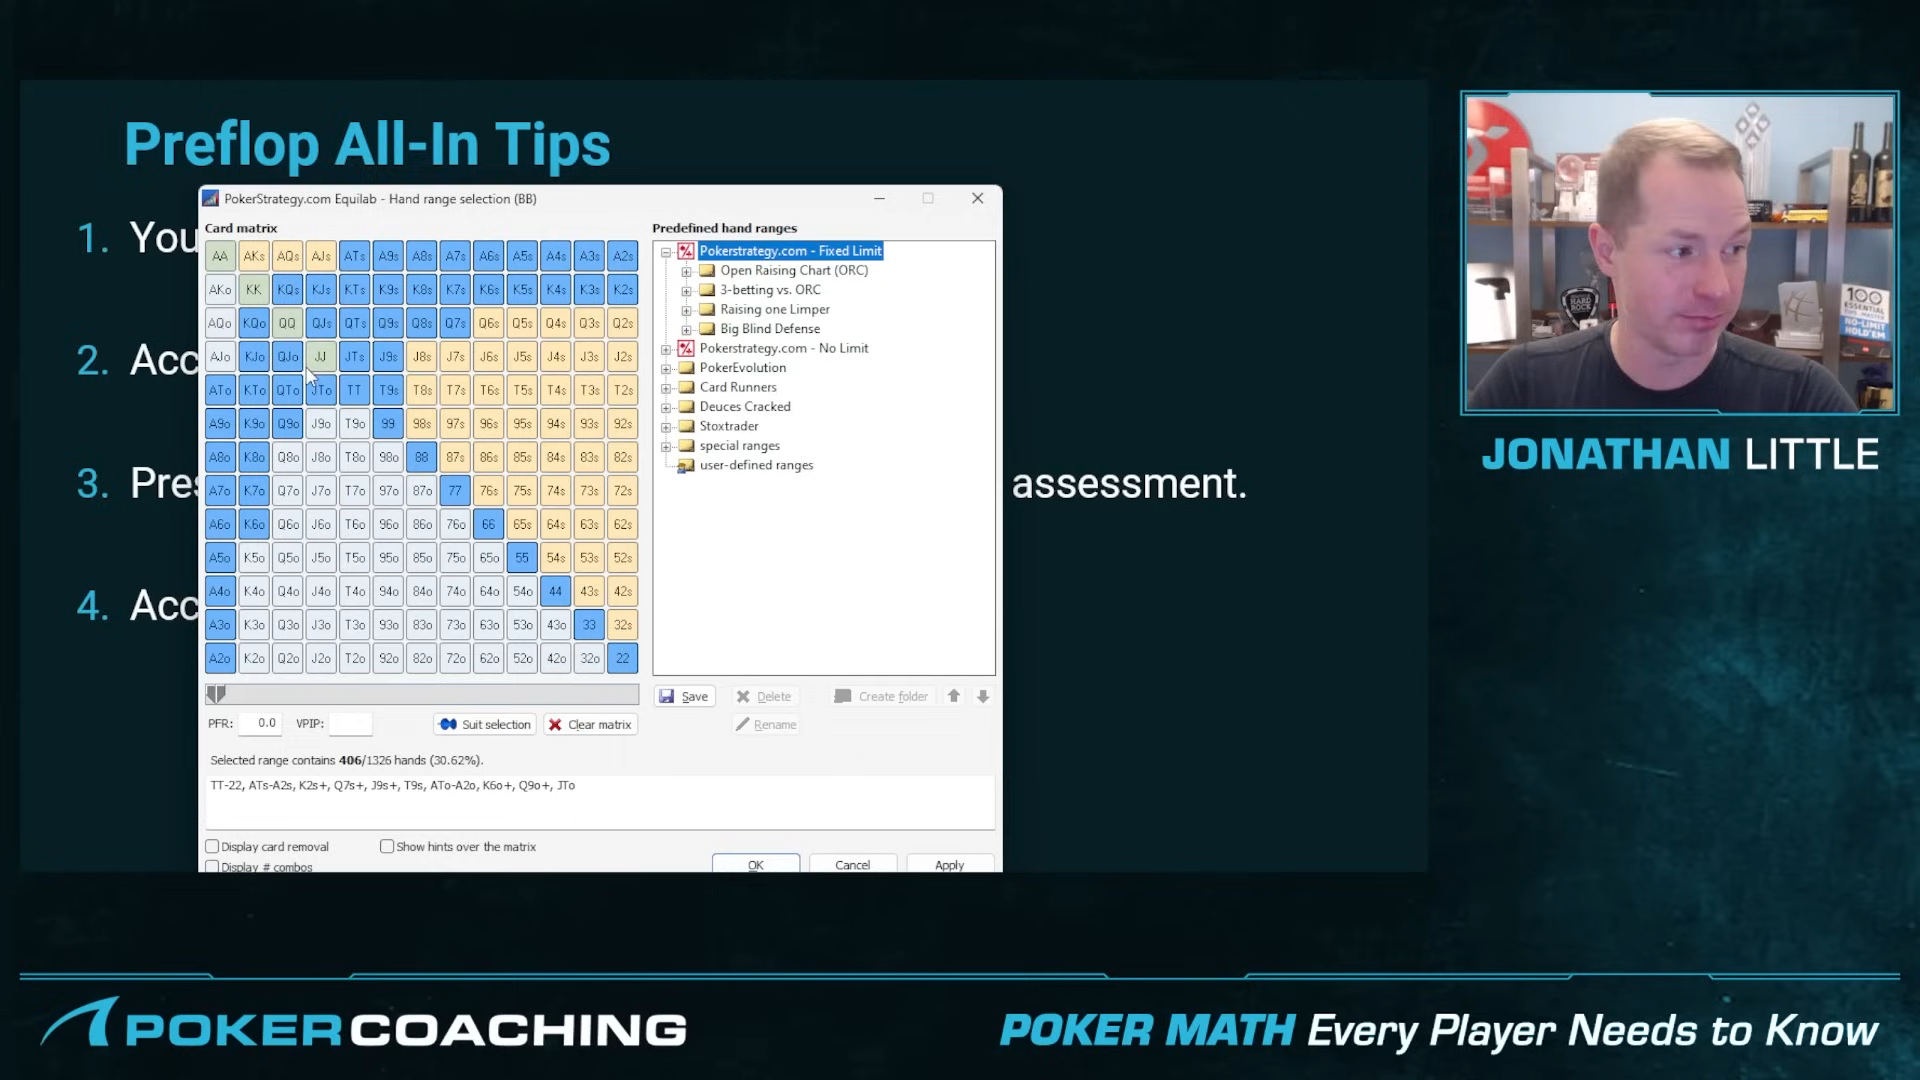 Preflop All-In Tips
1. You
2. Acc
3. Pres assessment.
4. Acc
PokerStrategy.com Equilab - Hand range selection (BB)
Card matrix
AA AKs AQs AJs ATs A9s A8s A7s A6s A5s A4s A3s A2s
AKo KK KQs KJs KTs K9s K8s K7s K6s K5s K4s K3s K2s
AQo KQo QQ QJs QTs Q9s Q8s Q7s Q6s Q5s Q4s Q3s Q2s
AJo KJo QJo JJ JTs J9s J8s J7s J6s J5s J4s J3s J2s
ATo KTo QTo JTo TT T9s T8s T7s T6s T5s T4s T3s T2s
A9o K9o Q9o J9o T9o 99 98s 97s 96s 95s 94s 93s 92s
A8o K8o Q8o J8o T8o 98o 88 87s 86s 85s 84s 83s 82s
A7o K7o Q7o J7o T7o 97o 87o 77 76s 75s 74s 73s 72s
A6o K6o Q6o J6o T6o 96o 86o 76o 66 65s 64s 63s 62s
A5o K5o Q5o J5o T5o 95o 85o 75o 65o 55 54s 53s 52s
A4o K4o Q4o J4o T4o 94o 84o 74o 64o 54o 44 43s 42s
A3o K3o Q3o J3o T3o 93o 83o 73o 63o 53o 43o 33 32s
A2o K2o Q2o J2o T2o 92o 82o 72o 62o 52o 42o 32o 22
PFR: 0.0 VPIP:
Suit selection
Clear matrix
Selected range contains 406/1326 hands (30.62%).
TT-22, ATs-A2s, K2s+, Q7s+, J9s+, T9s, ATo-A2o, K6o+, Q9o+, JTo
Display card removal
Show hints over the matrix
Display # combos
Predefined hand ranges
Pokerstrategy.com - Fixed Limit
Open Raising Chart (ORC)
3-betting vs. ORC
Raising one Limper
Big Blind Defense
Pokerstrategy.com - No Limit
PokerEvolution
Card Runners
Deuces Cracked
Stoxtrader
special ranges
user-defined ranges
Save
Delete
Create folder
Rename
OK
Cancel
Apply
HARD ROCK
100
ESSENTIAL
NO-LIMIT
HOLD'EM
JONATHAN LITTLE
POKERCOACHING
POKER MATH Every Player Needs to Know